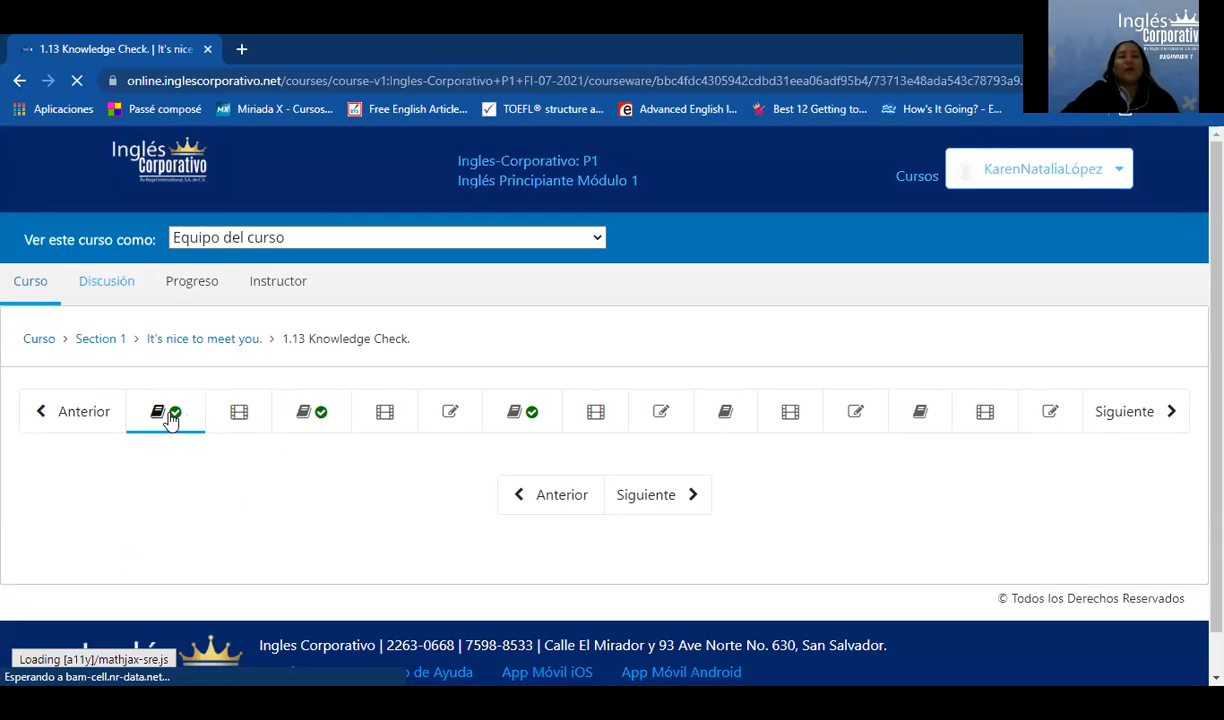 1.13 Knowledge Check. | It's nice
online.inglescorporativo.net/courses/course-v1:Ingles-Corporativo+P1+FI-07-2021/courseware/bbc4fdc4305942cdbd31eea06adf95b4/73713e48ada543c78793a9...
Aplicaciones
Passé composé
Miriada X - Cursos...
Free English Article...
TOEFL® structure a...
Advanced English I...
Best 12 Getting to...
How's It Going? - E...
Inglés
Corporativo
BEGINNER 1
Inglés
Corporativo
Ingles-Corporativo: P1
Inglés Principiante Módulo 1
Cursos
KarenNataliaLópez
Ver este curso como:
Equipo del curso
Curso
Discusión
Progreso
Instructor
Curso > Section 1 > It's nice to meet you. > 1.13 Knowledge Check.
Anterior
Siguiente
Anterior
Siguiente
© Todos los Derechos Reservados
Ingles Corporativo | 2263-0668 | 7598-8533 | Calle El Mirador y 93 Ave Norte No. 630, San Salvador.
Loading [a11y]/mathjax-sre.js
Esperando a bam-cell.nr-data.net...
o de Ayuda
App Móvil iOS
App Móvil Android